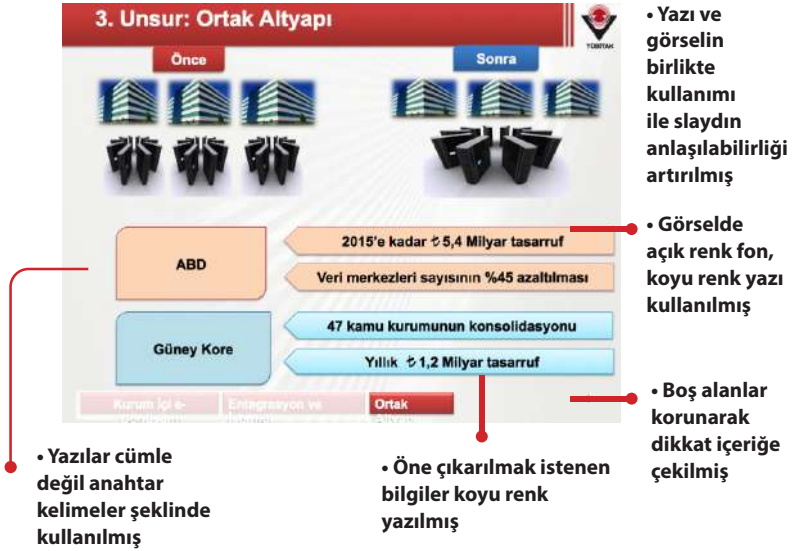 3. Unsur: Ortak Altyapı
TÜBİTAK
Önce
Sonra
ABD
2015'e kadar ₺5,4 Milyar tasarruf
Veri merkezleri sayısının %45 azaltılması
Güney Kore
47 kamu kurumunun konsolidasyonu
Yıllık ₺1,2 Milyar tasarruf
Kurum İçi e-
Entegrasyon ve
Ortak
• Yazı ve
görselin
birlikte
kullanımı
ile slaydın
anlaşılabilirliği
artırılmış
• Görselde
açık renk fon,
koyu renk yazı
kullanılmış
• Boş alanlar
korunarak
dikkat içeriğe
çekilmiş
• Yazılar cümle
değil anahtar
kelimeler şeklinde
kullanılmış
• Öne çıkarılmak istenen
bilgiler koyu renk
yazılmış